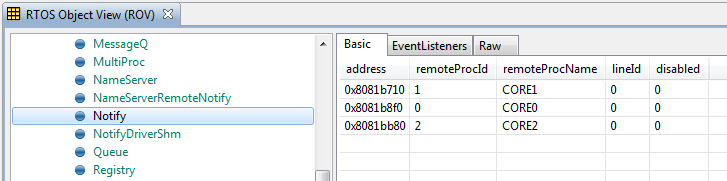 RTOS Object View (ROV)
MessageQ
MultiProc
NameServer
NameServerRemoteNotify
Notify
NotifyDriverShm
Queue
Registry
Basic EventListeners Raw
address remoteProcId remoteProcName lineId disabled
0x8081b710 1 CORE1 0 0
0x8081b8f0 0 CORE0 0 0
0x8081bb80 2 CORE2 0 0